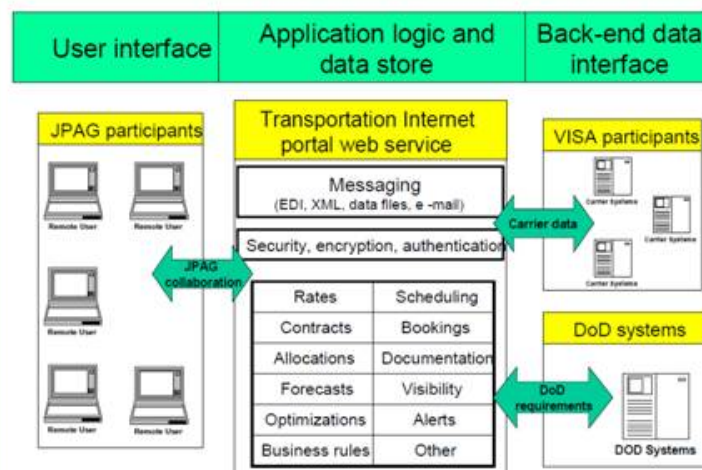 User interface
Application logic and
data store
Back-end data
interface
JPAG participants
Remote User
Remote User
Remote User
Remote User
Remote User
JPAG
collaboration
Transportation Internet
portal web service
Messaging
(EDI, XML, data files, e -mail)
Security, encryption, authentication
Rates
Scheduling
Contracts
Bookings
Allocations
Documentation
Forecasts
Visibility
Optimizations
Alerts
Business rules
Other
Carrier data
DoD
requirements
VISA participants
Carrier Systems
Carrier Systems
Carrier Systems
DoD systems
DOD Systems